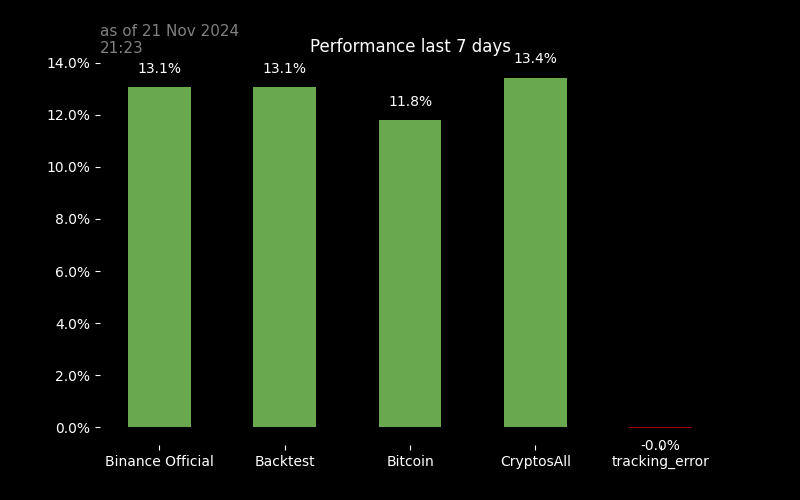 as of 21 Nov 2024
21:23
Performance last 7 days
14.0%
12.0%
10.0%
8.0%
6.0%
4.0%
2.0%
0.0%
13.1%
13.1%
11.8%
13.4%
-0.0%
Binance Official
Backtest
Bitcoin
CryptosAll
tracking_error